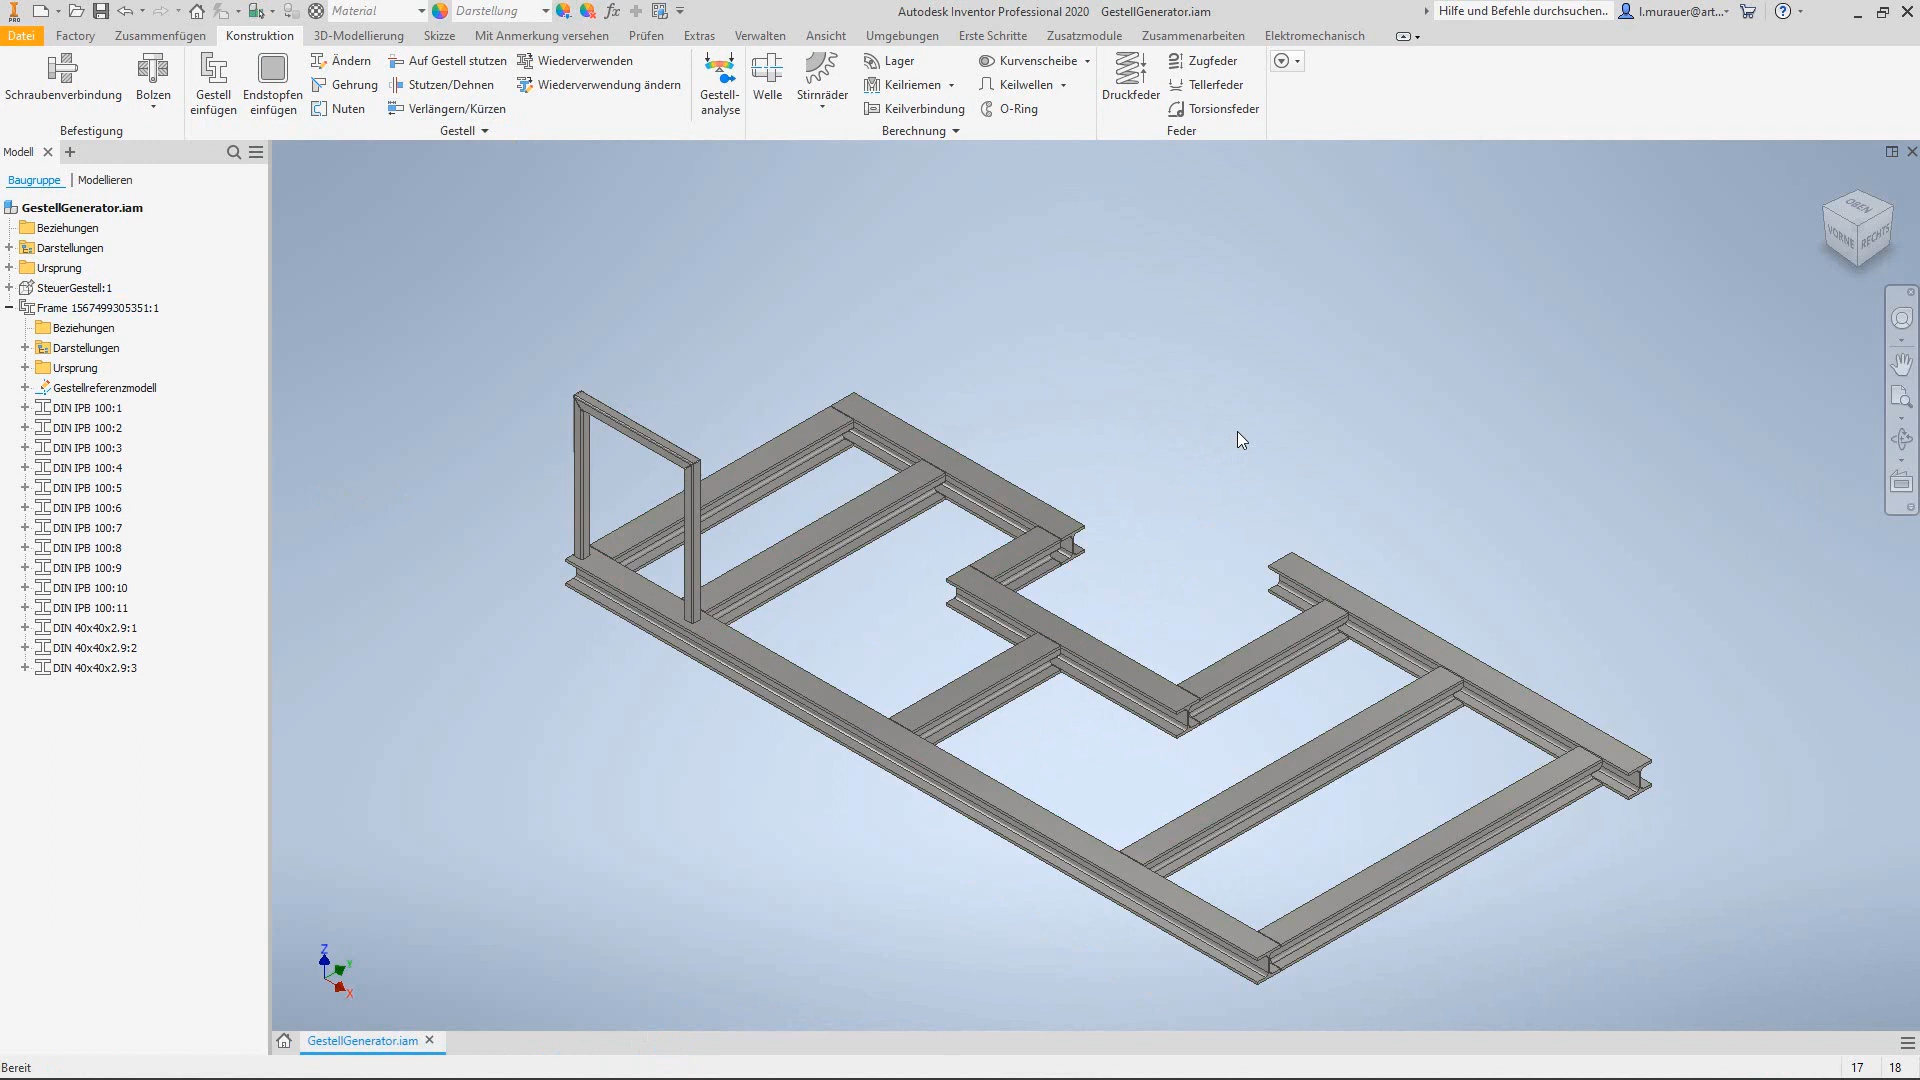 PRO
Material
Darstellung
fx
Autodesk Inventor Professional 2020 GestellGenerator.iam
Hilfe und Befehle durchsuchen..
l.murauer@art...
Datei
Factory
Zusammenfügen
Konstruktion
3D-Modellierung
Skizze
Mit Anmerkung versehen
Prüfen
Extras
Verwalten
Ansicht
Umgebungen
Erste Schritte
Zusatzmodule
Zusammenarbeiten
Elektromechanisch
Schraubenverbindung
Bolzen
Befestigung
Gestell
einfügen
Endstopfen
einfügen
Ändern
Gehrung
Nuten
Auf Gestell stutzen
Stutzen/Dehnen
Verlängern/Kürzen
Wiederverwenden
Wiederverwendung ändern
Gestell
Gestell-
analyse
Welle
Stirnräder
Lager
Keilriemen
Keilverbindung
Kurvenscheibe
Keilwellen
O-Ring
Berechnung
Druckfeder
Zugfeder
Tellerfeder
Torsionsfeder
Feder
Modell
Baugruppe
Modellieren
GestellGenerator.iam
Beziehungen
Darstellungen
Ursprung
SteuerGestell:1
Frame 1567499305351:1
Beziehungen
Darstellungen
Ursprung
Gestellreferenzmodell
DIN IPB 100:1
DIN IPB 100:2
DIN IPB 100:3
DIN IPB 100:4
DIN IPB 100:5
DIN IPB 100:6
DIN IPB 100:7
DIN IPB 100:8
DIN IPB 100:9
DIN IPB 100:10
DIN IPB 100:11
DIN 40x40x2.9:1
DIN 40x40x2.9:2
DIN 40x40x2.9:3
OBEN
VORNE
RECHTS
Z
Y
X
GestellGenerator.iam
Bereit
17
18